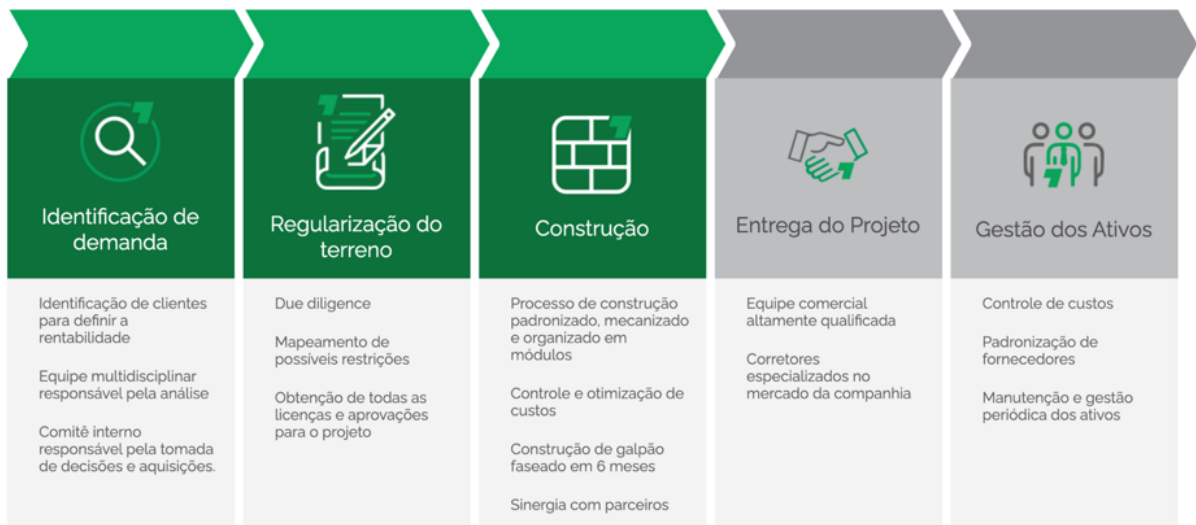 Identificação de
demanda
Identificação de clientes
para definir a
rentabilidade
Equipe multidisciplinar
responsável pela análise
Comitê interno
responsável pela tomada
de decisões e aquisições.
Regularização do
terreno
Due diligence
Mapeamento de
possíveis restrições
Obtenção de todas as
licenças e aprovações
para o projeto
Construção
Processo de construção
padronizado, mecanizado
e organizado em
módulos
Controle e otimização de
custos
Construção de galpão
faseado em 6 meses
Sinergia com parceiros
Entrega do Projeto
Equipe comercial
altamente qualificada
Corretores
especializados no
mercado da companhia
Gestão dos Ativos
Controle de custos
Padronização de
fornecedores
Manutenção e gestão
periódica dos ativos